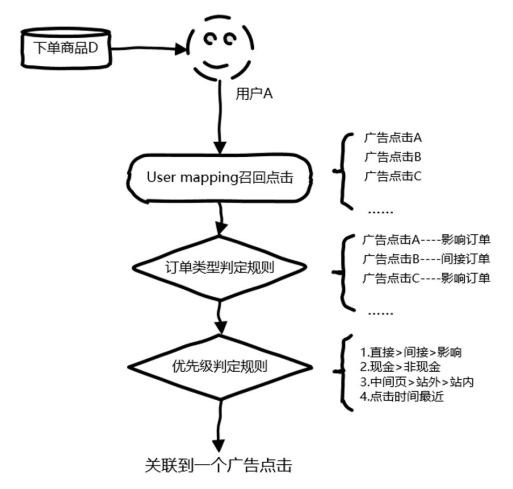 下单商品D
用户A
User mapping召回点击
广告点击A
广告点击B
广告点击C
……
订单类型判定规则
广告点击A----影响订单
广告点击B----间接订单
广告点击C----影响订单
……
优先级判定规则
1.直接>间接>影响
2.现金>非现金
3.中间页>站外>站内
4.点击时间最近
关联到一个广告点击